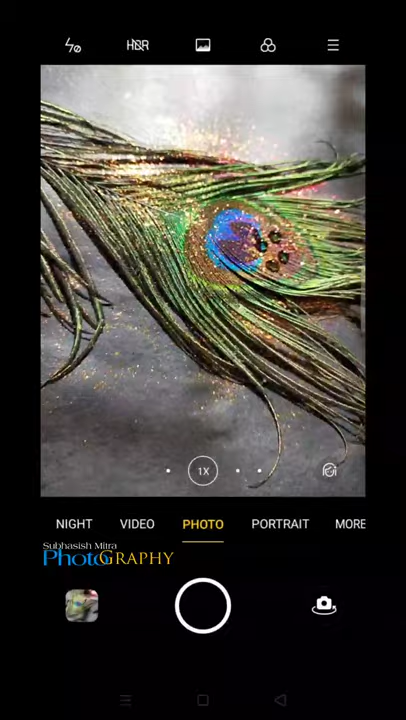 HDR
1X
NIGHT VIDEO PHOTO PORTRAIT MORE
Subhasish Mitra
PhotoGRAPHY